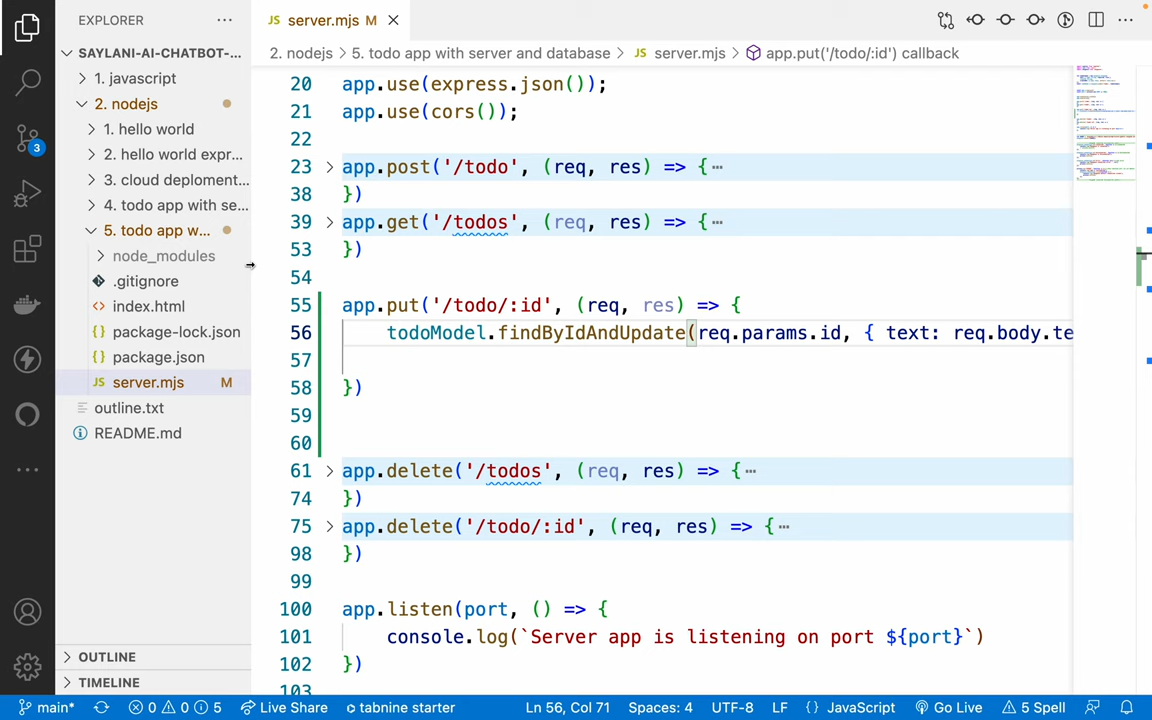 EXPLORER
SAYLANI-AI-CHATBOT-...
1. javascript
2. nodejs
1. hello world
2. hello world expr...
3. cloud deploment...
4. todo app with se...
5. todo app w...
node_modules
.gitignore
index.html
package-lock.json
package.json
JS server.mjs M
outline.txt
README.md
OUTLINE
TIMELINE
3
JS server.mjs M
2. nodejs > 5. todo app with server and database > JS server.mjs > app.put('/todo/:id') callback
20 app.use(express.json());
21 app.use(cors());
22
23 app.post('/todo', (req, res) => {…
38 })
39 app.get('/todos', (req, res) => {…
53 })
54
55 app.put('/todo/:id', (req, res) => {
56 todoModel.findByIdAndUpdate(req.params.id, { text: req.body.te
57
58 })
59
60
61 app.delete('/todos', (req, res) => {…
74 })
75 app.delete('/todo/:id', (req, res) => {…
98 })
99
100 app.listen(port, () => {
101 console.log(`Server app is listening on port ${port}`)
102 })
103
main* 0 0 5 Live Share tabnine starter Ln 56, Col 71 Spaces: 4 UTF-8 LF {} JavaScript Go Live 5 Spell